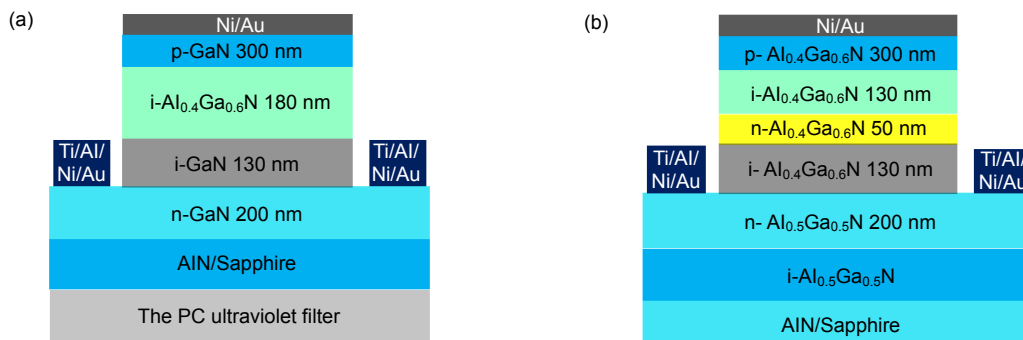 (a)
Ni/Au
p-GaN 300 nm
i-Al₀.₄Ga₀.₆N 180 nm
Ti/Al/
Ni/Au
i-GaN 130 nm
Ti/Al/
Ni/Au
n-GaN 200 nm
AlN/Sapphire
The PC ultraviolet filter
(b)
Ni/Au
p- Al₀.₄Ga₀.₆N 300 nm
i-Al₀.₄Ga₀.₆N 130 nm
n-Al₀.₄Ga₀.₆N 50 nm
Ti/Al/
Ni/Au
i- Al₀.₄Ga₀.₆N 130 nm
Ti/Al/
Ni/Au
n- Al₀.₅Ga₀.₅N 200 nm
i-Al₀.₅Ga₀.₅N
AlN/Sapphire